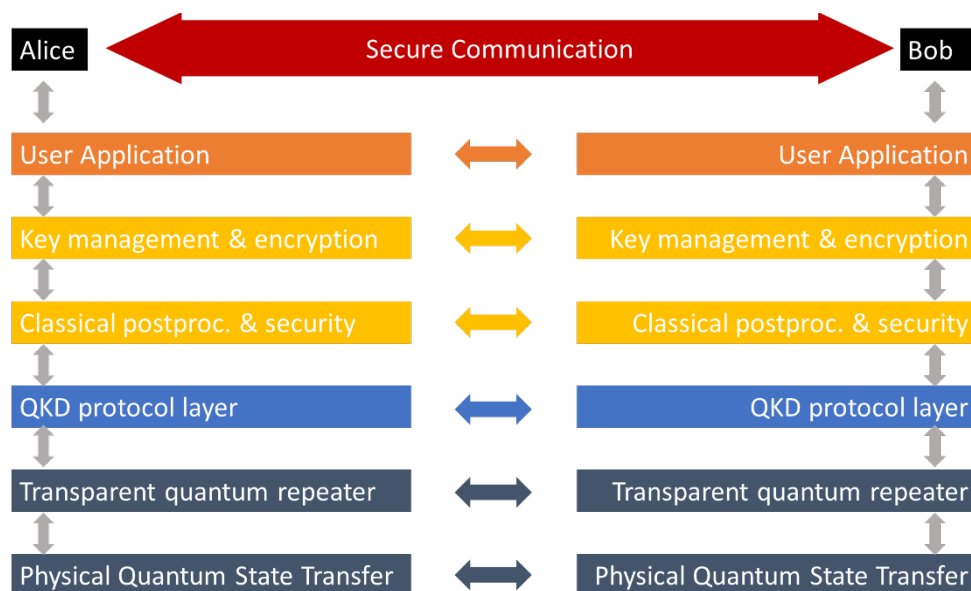 Alice
Secure Communication
Bob
User Application
User Application
Key management & encryption
Key management & encryption
Classical postproc. & security
Classical postproc. & security
QKD protocol layer
QKD protocol layer
Transparent quantum repeater
Transparent quantum repeater
Physical Quantum State Transfer
Physical Quantum State Transfer